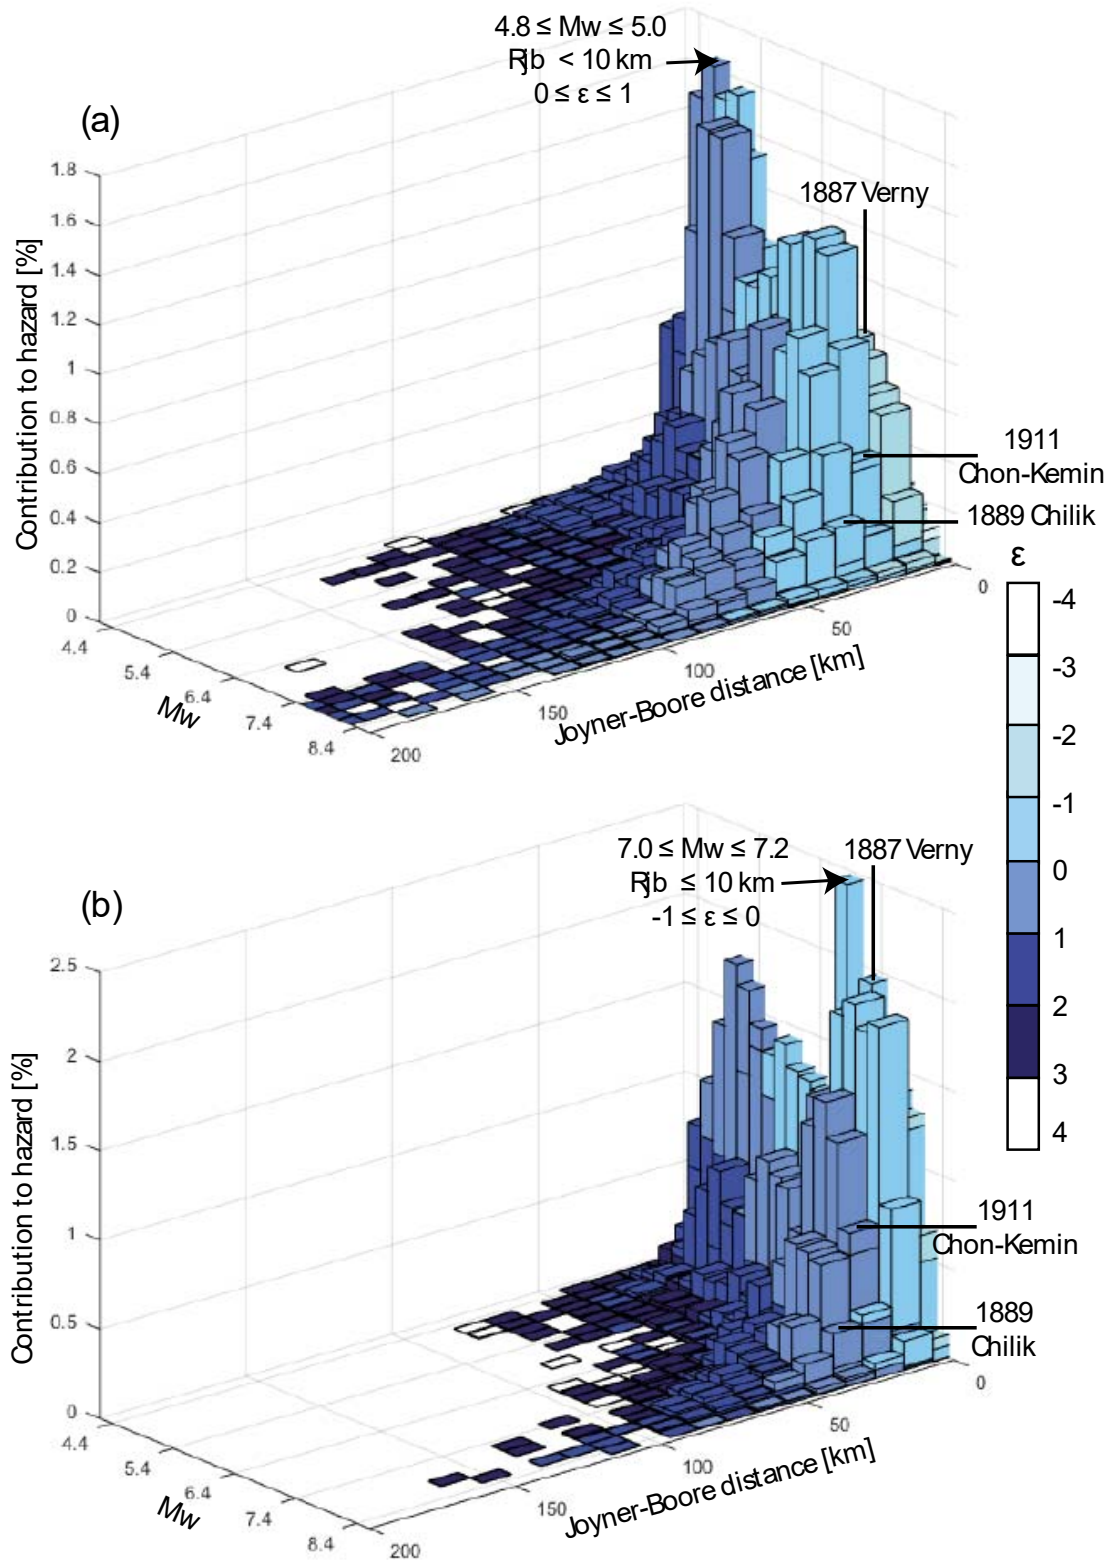 4.8 ≤ Mw ≤ 5.0
Rjb < 10 km
0 ≤ ε ≤ 1
(a)
1887 Verny
1911
Chon-Kemin
1889 Chilik
Contribution to hazard [%]
1.8
1.6
1.4
1.2
1
0.8
0.6
0.4
0.2
0
4.4
5.4
6.4
7.4
8.4
Mw
200
150
100
50
0
Joyner-Boore distance [km]
ε
-4
-3
-2
-1
0
1
2
3
4
7.0 ≤ Mw ≤ 7.2
Rjb ≤ 10 km
-1 ≤ ε ≤ 0
(b)
1887 Verny
1911
Chon-Kemin
1889
Chilik
Contribution to hazard [%]
2.5
2
1.5
1
0.5
0
4.4
5.4
6.4
7.4
8.4
Mw
200
150
100
50
0
Joyner-Boore distance [km]